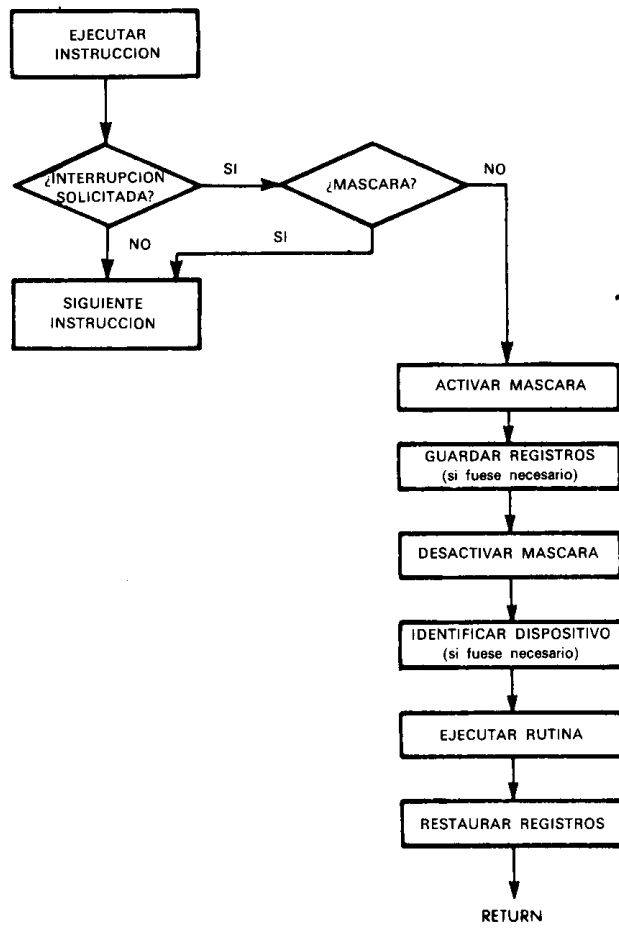 EJECUTAR
INSTRUCCION
¿INTERRUPCION
SOLICITADA?
SI
¿MASCARA?
NO
NO
SI
SIGUIENTE
INSTRUCCION
ACTIVAR MASCARA
GUARDAR REGISTROS
(si fuese necesario)
DESACTIVAR MASCARA
IDENTIFICAR DISPOSITIVO
(si fuese necesario)
EJECUTAR RUTINA
RESTAURAR REGISTROS
RETURN